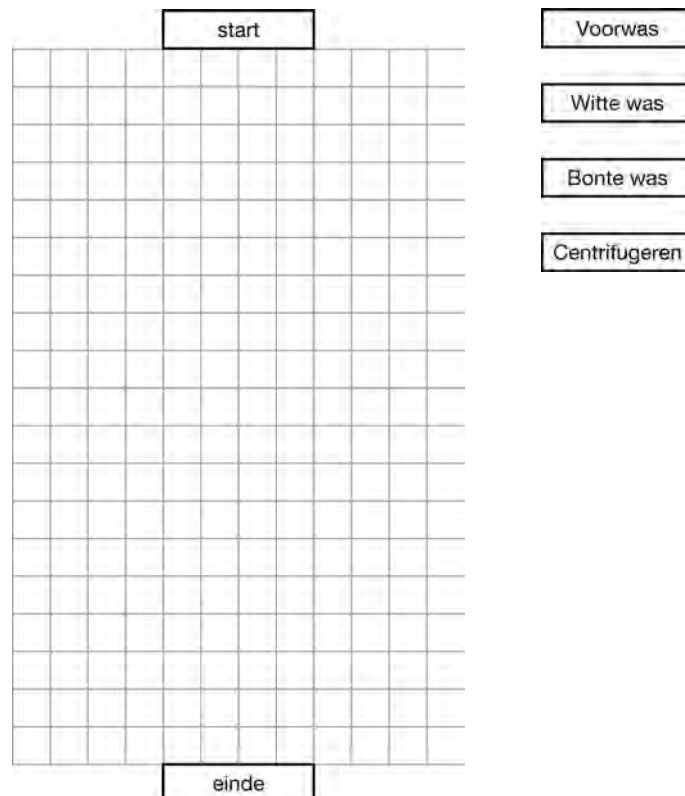 start
Voorwas
Witte was
Bonte was
Centrifugeren
einde